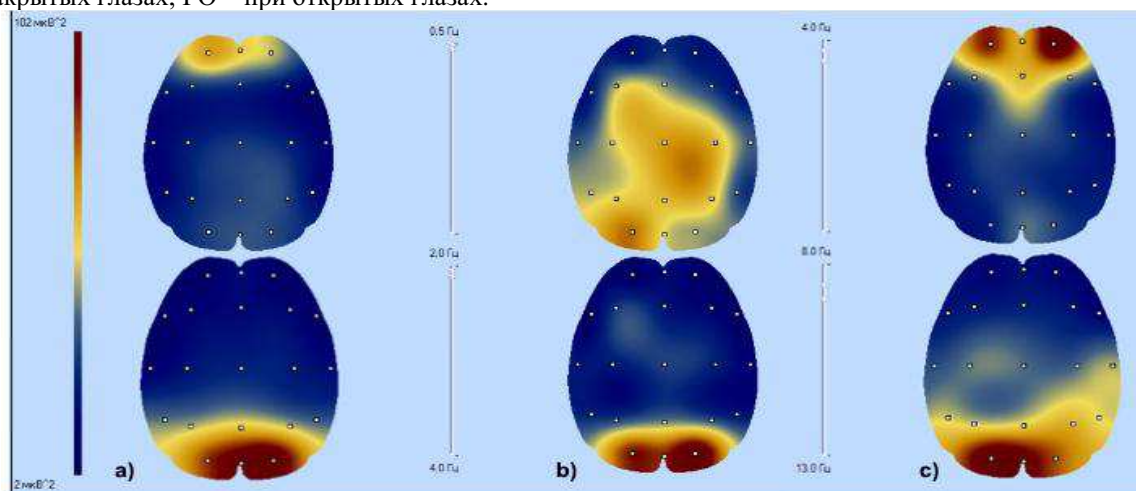 акрытых глазах, ГО – при открытых глазах.
102 мкВ^2
0.5 Гц
4.0 Гц
2.0 Гц
8.0 Гц
a)
b)
c)
4.0 Гц
13.0 Гц
2 мкВ^2